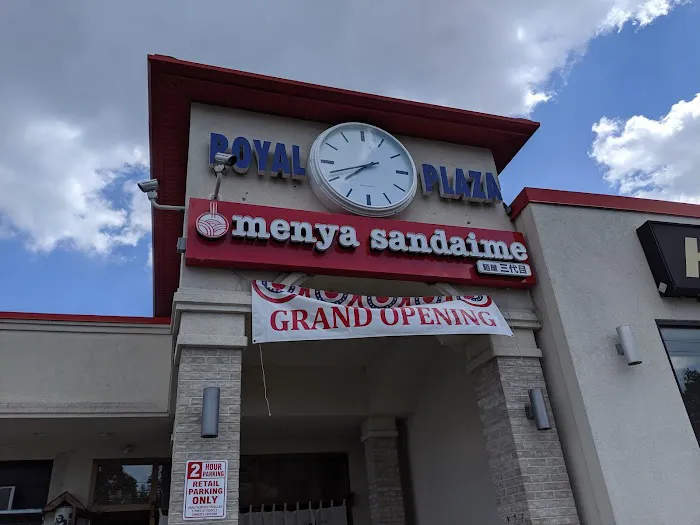 ROYAL PLAZA
menya sandaime
麺屋 三代目
GRAND OPENING
H
2 HOUR
PARKING
RETAIL
PARKING
ONLY